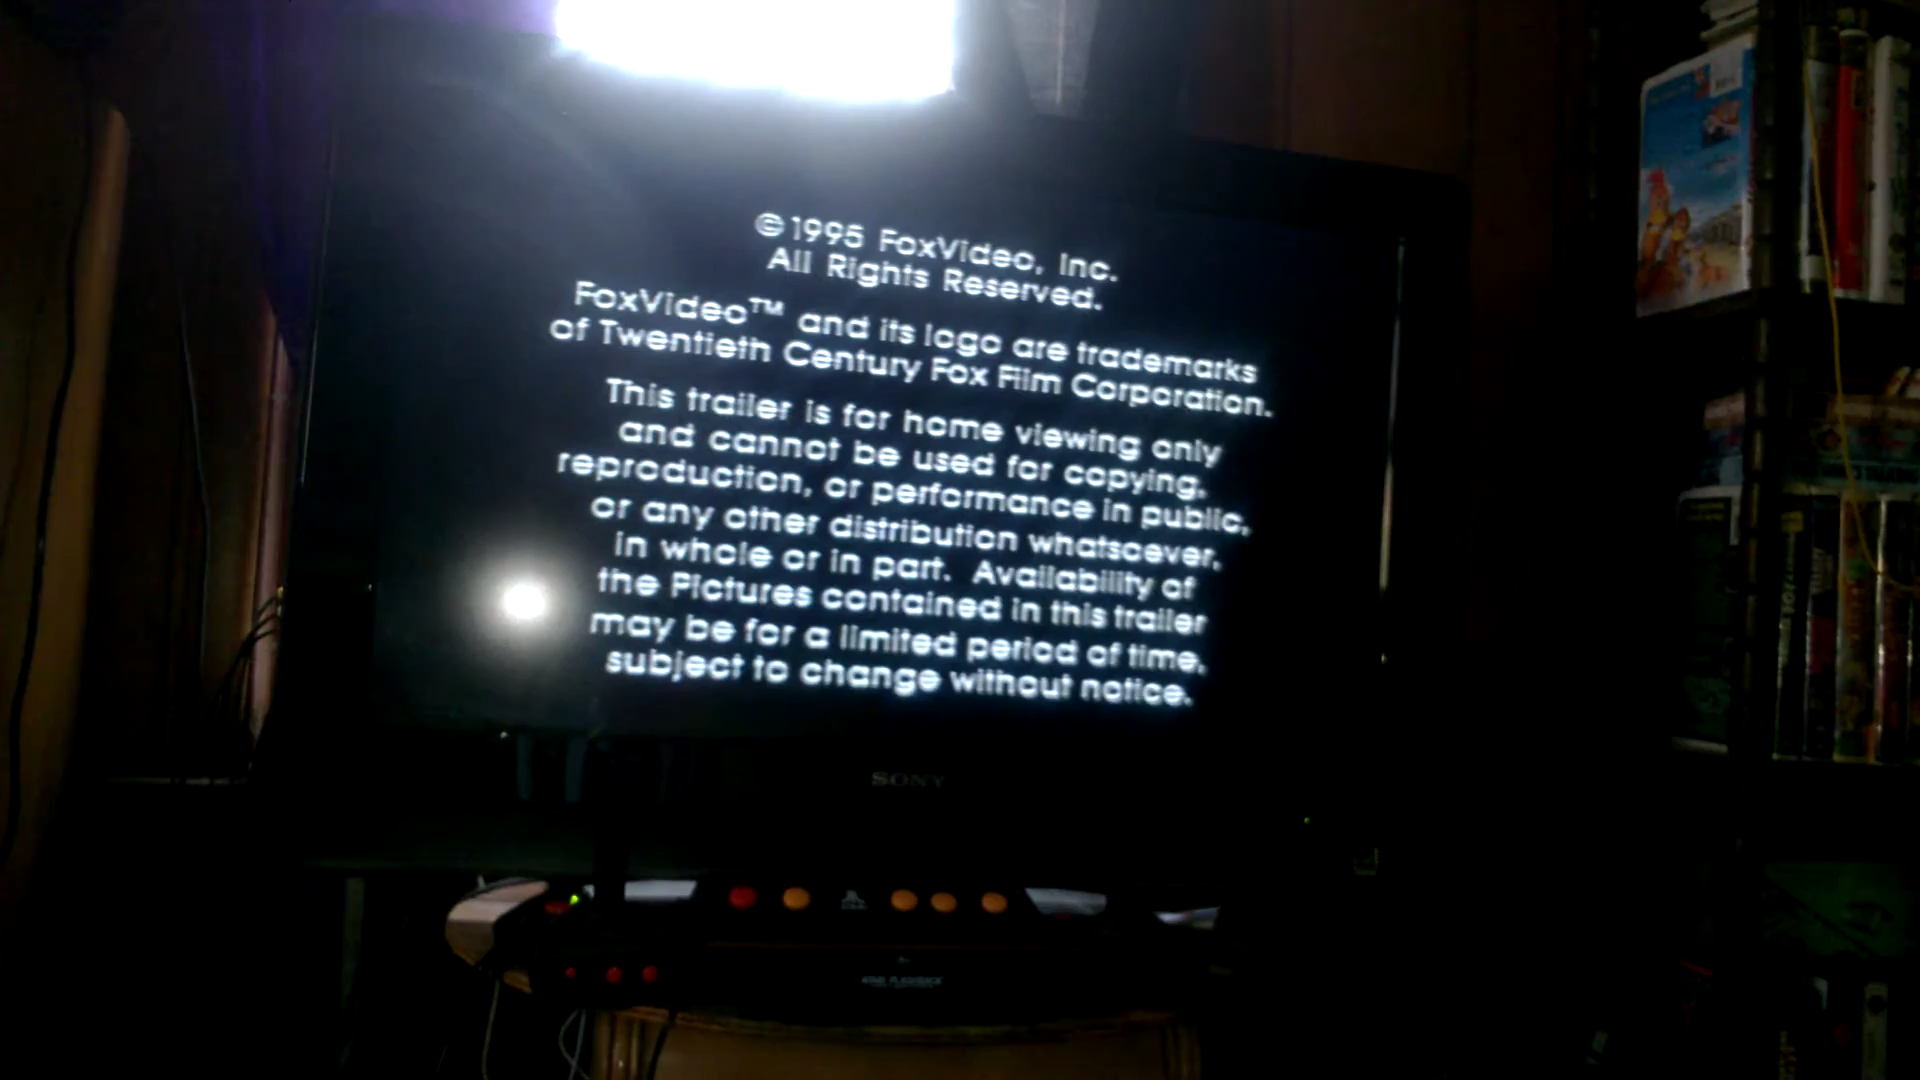 © 1995 FoxVideo, Inc.
All Rights Reserved.
FoxVideo™ and its logo are trademarks
of Twentieth Century Fox Film Corporation.
This trailer is for home viewing only
and cannot be used for copying,
reproduction, or performance in public,
or any other distribution whatsoever,
in whole or in part. Availability of
the Pictures contained in this trailer
may be for a limited period of time,
subject to change without notice.
SONY